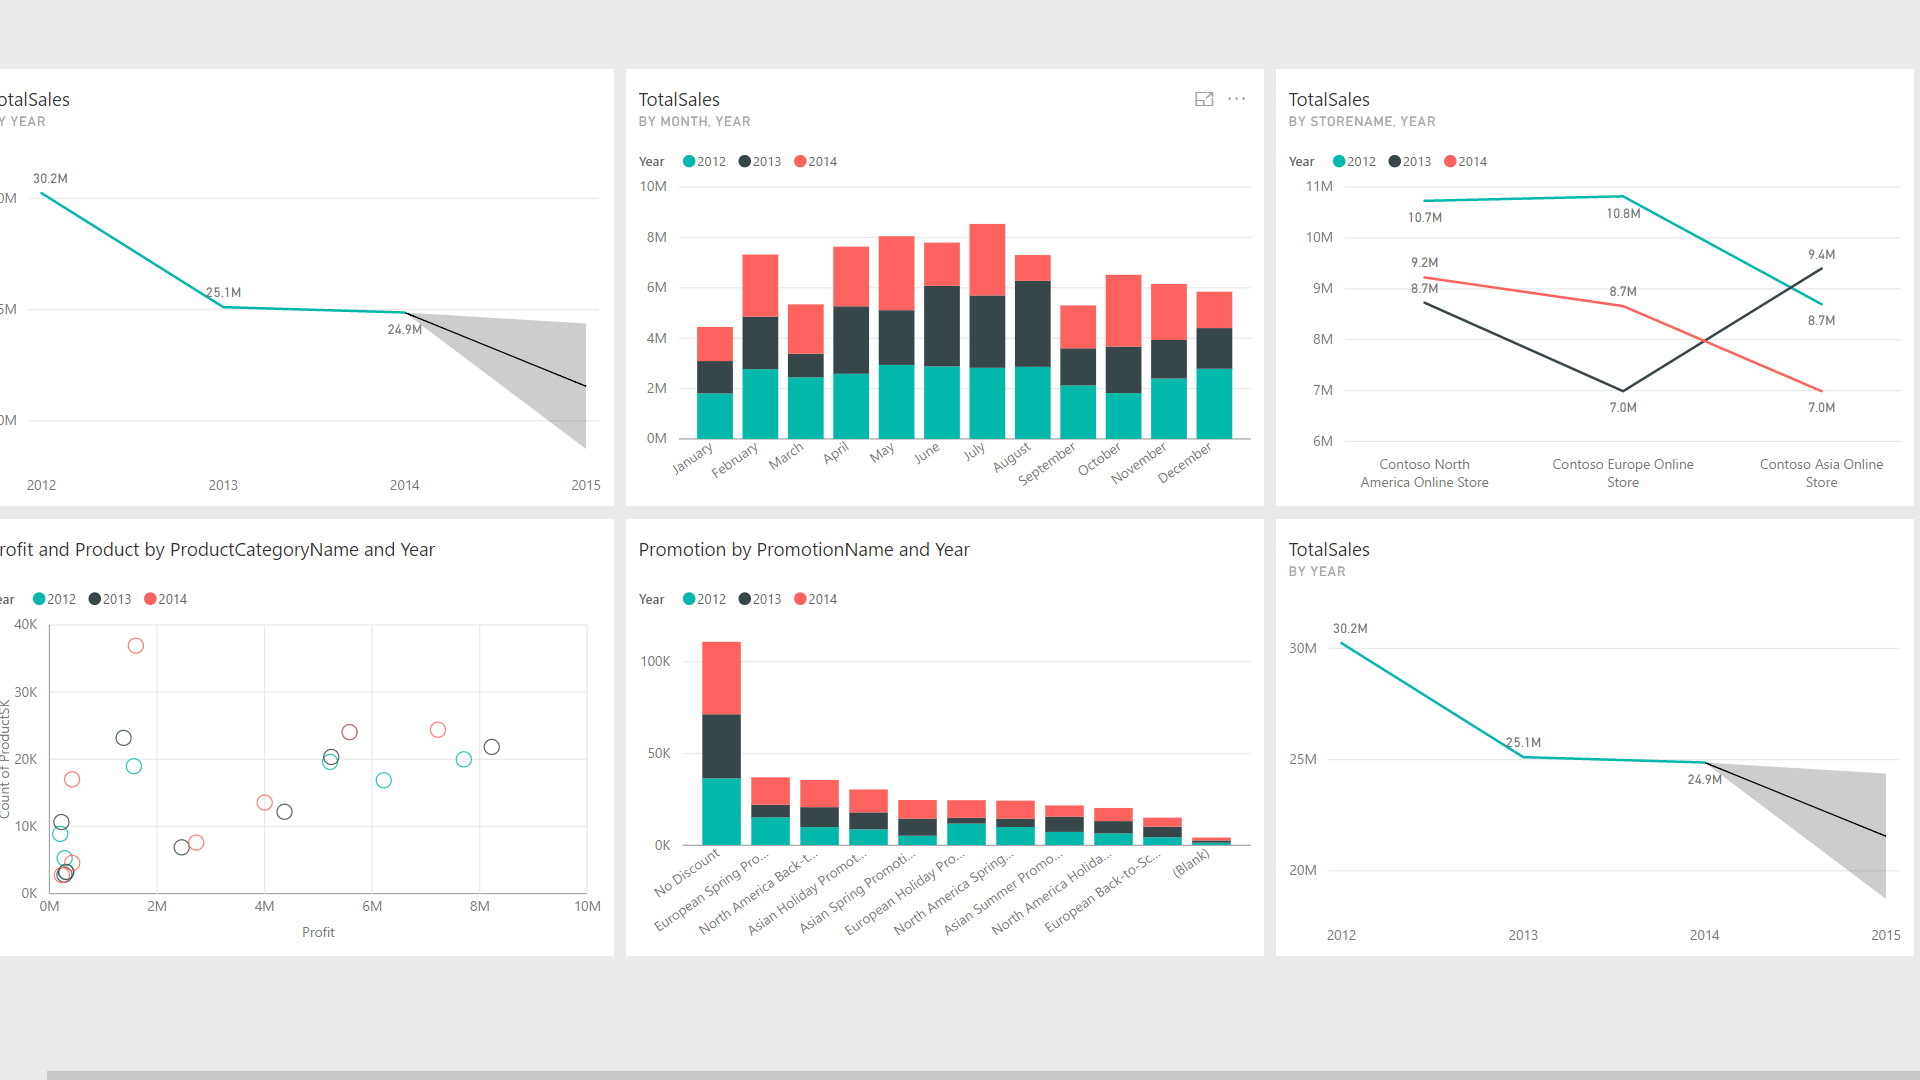 otalSales
Y YEAR
30.2M
0M
25.1M
5M
24.9M
0M
2012 2013 2014 2015
TotalSales
BY MONTH, YEAR
Year 2012 2013 2014
10M
8M
6M
4M
2M
0M
January February March April May June July August September October November December
TotalSales
BY STORENAME, YEAR
Year 2012 2013 2014
11M
10.7M 10.8M
10M
9.4M
9.2M
9M
8.7M 8.7M
8.7M
8M
7M
7.0M 7.0M
6M
Contoso North America Online Store
Contoso Europe Online Store
Contoso Asia Online Store
rofit and Product by ProductCategoryName and Year
ear 2012 2013 2014
Count of ProductSK
40K
30K
20K
10K
0K
0M 2M 4M 6M 8M 10M
Profit
Promotion by PromotionName and Year
Year 2012 2013 2014
100K
50K
0K
No Discount
European Spring Pro...
North America Back-t...
Asian Holiday Promot...
Asian Spring Promoti...
European Holiday Pro...
North America Spring...
Asian Summer Promo...
North America Holida...
European Back-to-Sc...
(Blank)
TotalSales
BY YEAR
30.2M
30M
25.1M
25M
24.9M
20M
2012 2013 2014 2015